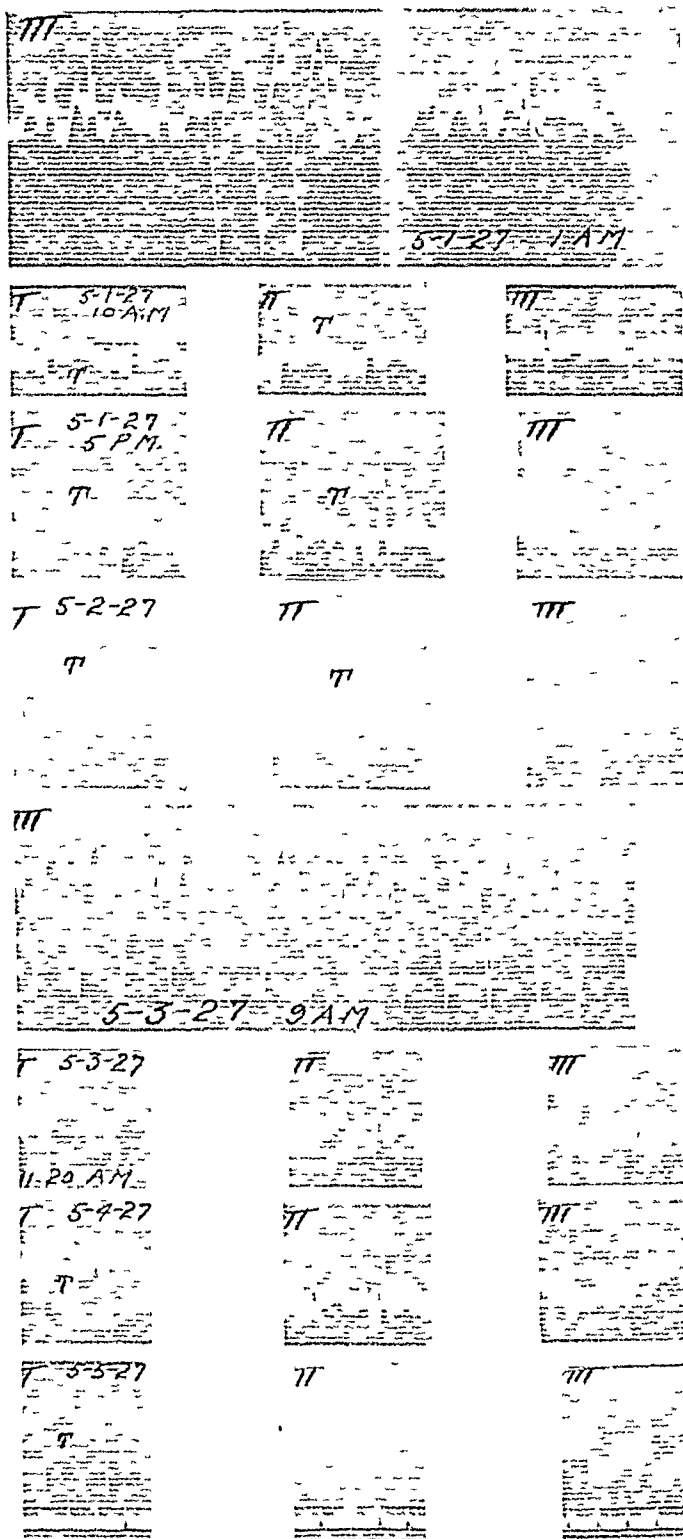 III
5-1-27 1 AM
I 5-1-27 II III
10 A.M T
T
I 5-1-27 II III
5 P M.
T T
I 5-2-27 II III
T T
III
5-3-27 9 AM
I 5-3-27 II III
11-20 AM
I 5-4-27 II III
T
I 5-5-27 II III
T